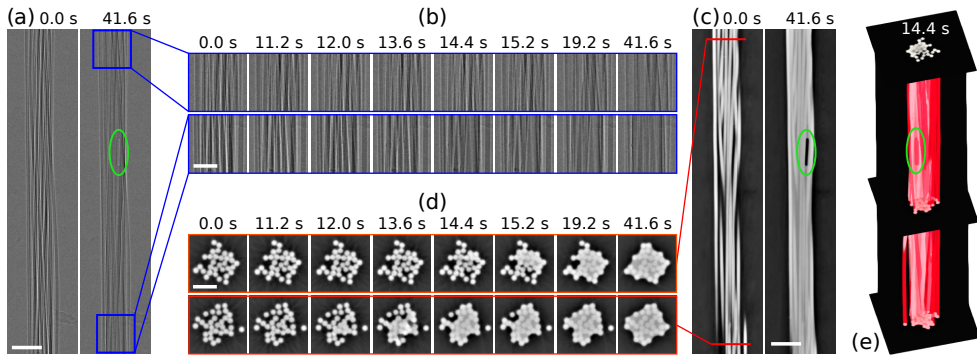 (a) 0.0 s 41.6 s
(b)
0.0 s 11.2 s 12.0 s 13.6 s 14.4 s 15.2 s 19.2 s 41.6 s
(c) 0.0 s 41.6 s
14.4 s
(d)
0.0 s 11.2 s 12.0 s 13.6 s 14.4 s 15.2 s 19.2 s 41.6 s
(e)